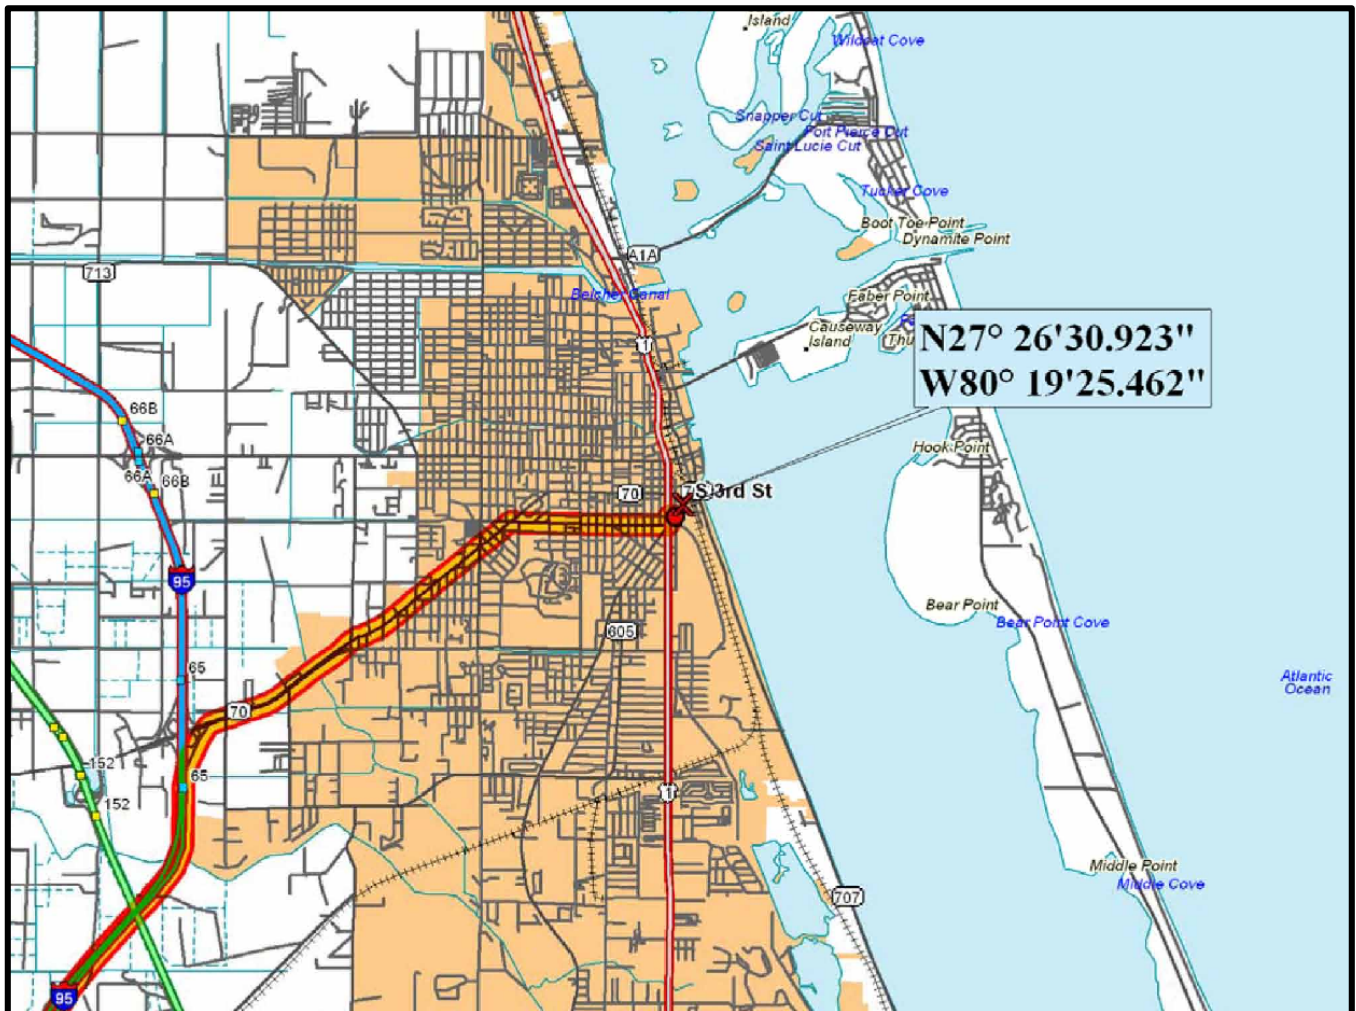 Island
Wildcat Cove
Snapper Cut
Fort Pierce Cut
Saint Lucie Cut
Tucker Cove
Boot Toe Point
Dynamite Point
A1A
713
Belcher Canal
Faber Point
Causeway
Island
Thu
N27° 26'30.923"
W80° 19'25.462"
1
66B
66A
Hook Point
66A
66B
70
S 3rd St
95
Bear Point
Bear Point Cove
605
65
Atlantic
Ocean
70
152
65
1
152
Middle Point
Middle Cove
707
95